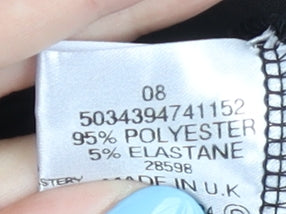 08
5034394741152
95% POLYESTER
5% ELASTANE
28598
MADE IN U.K